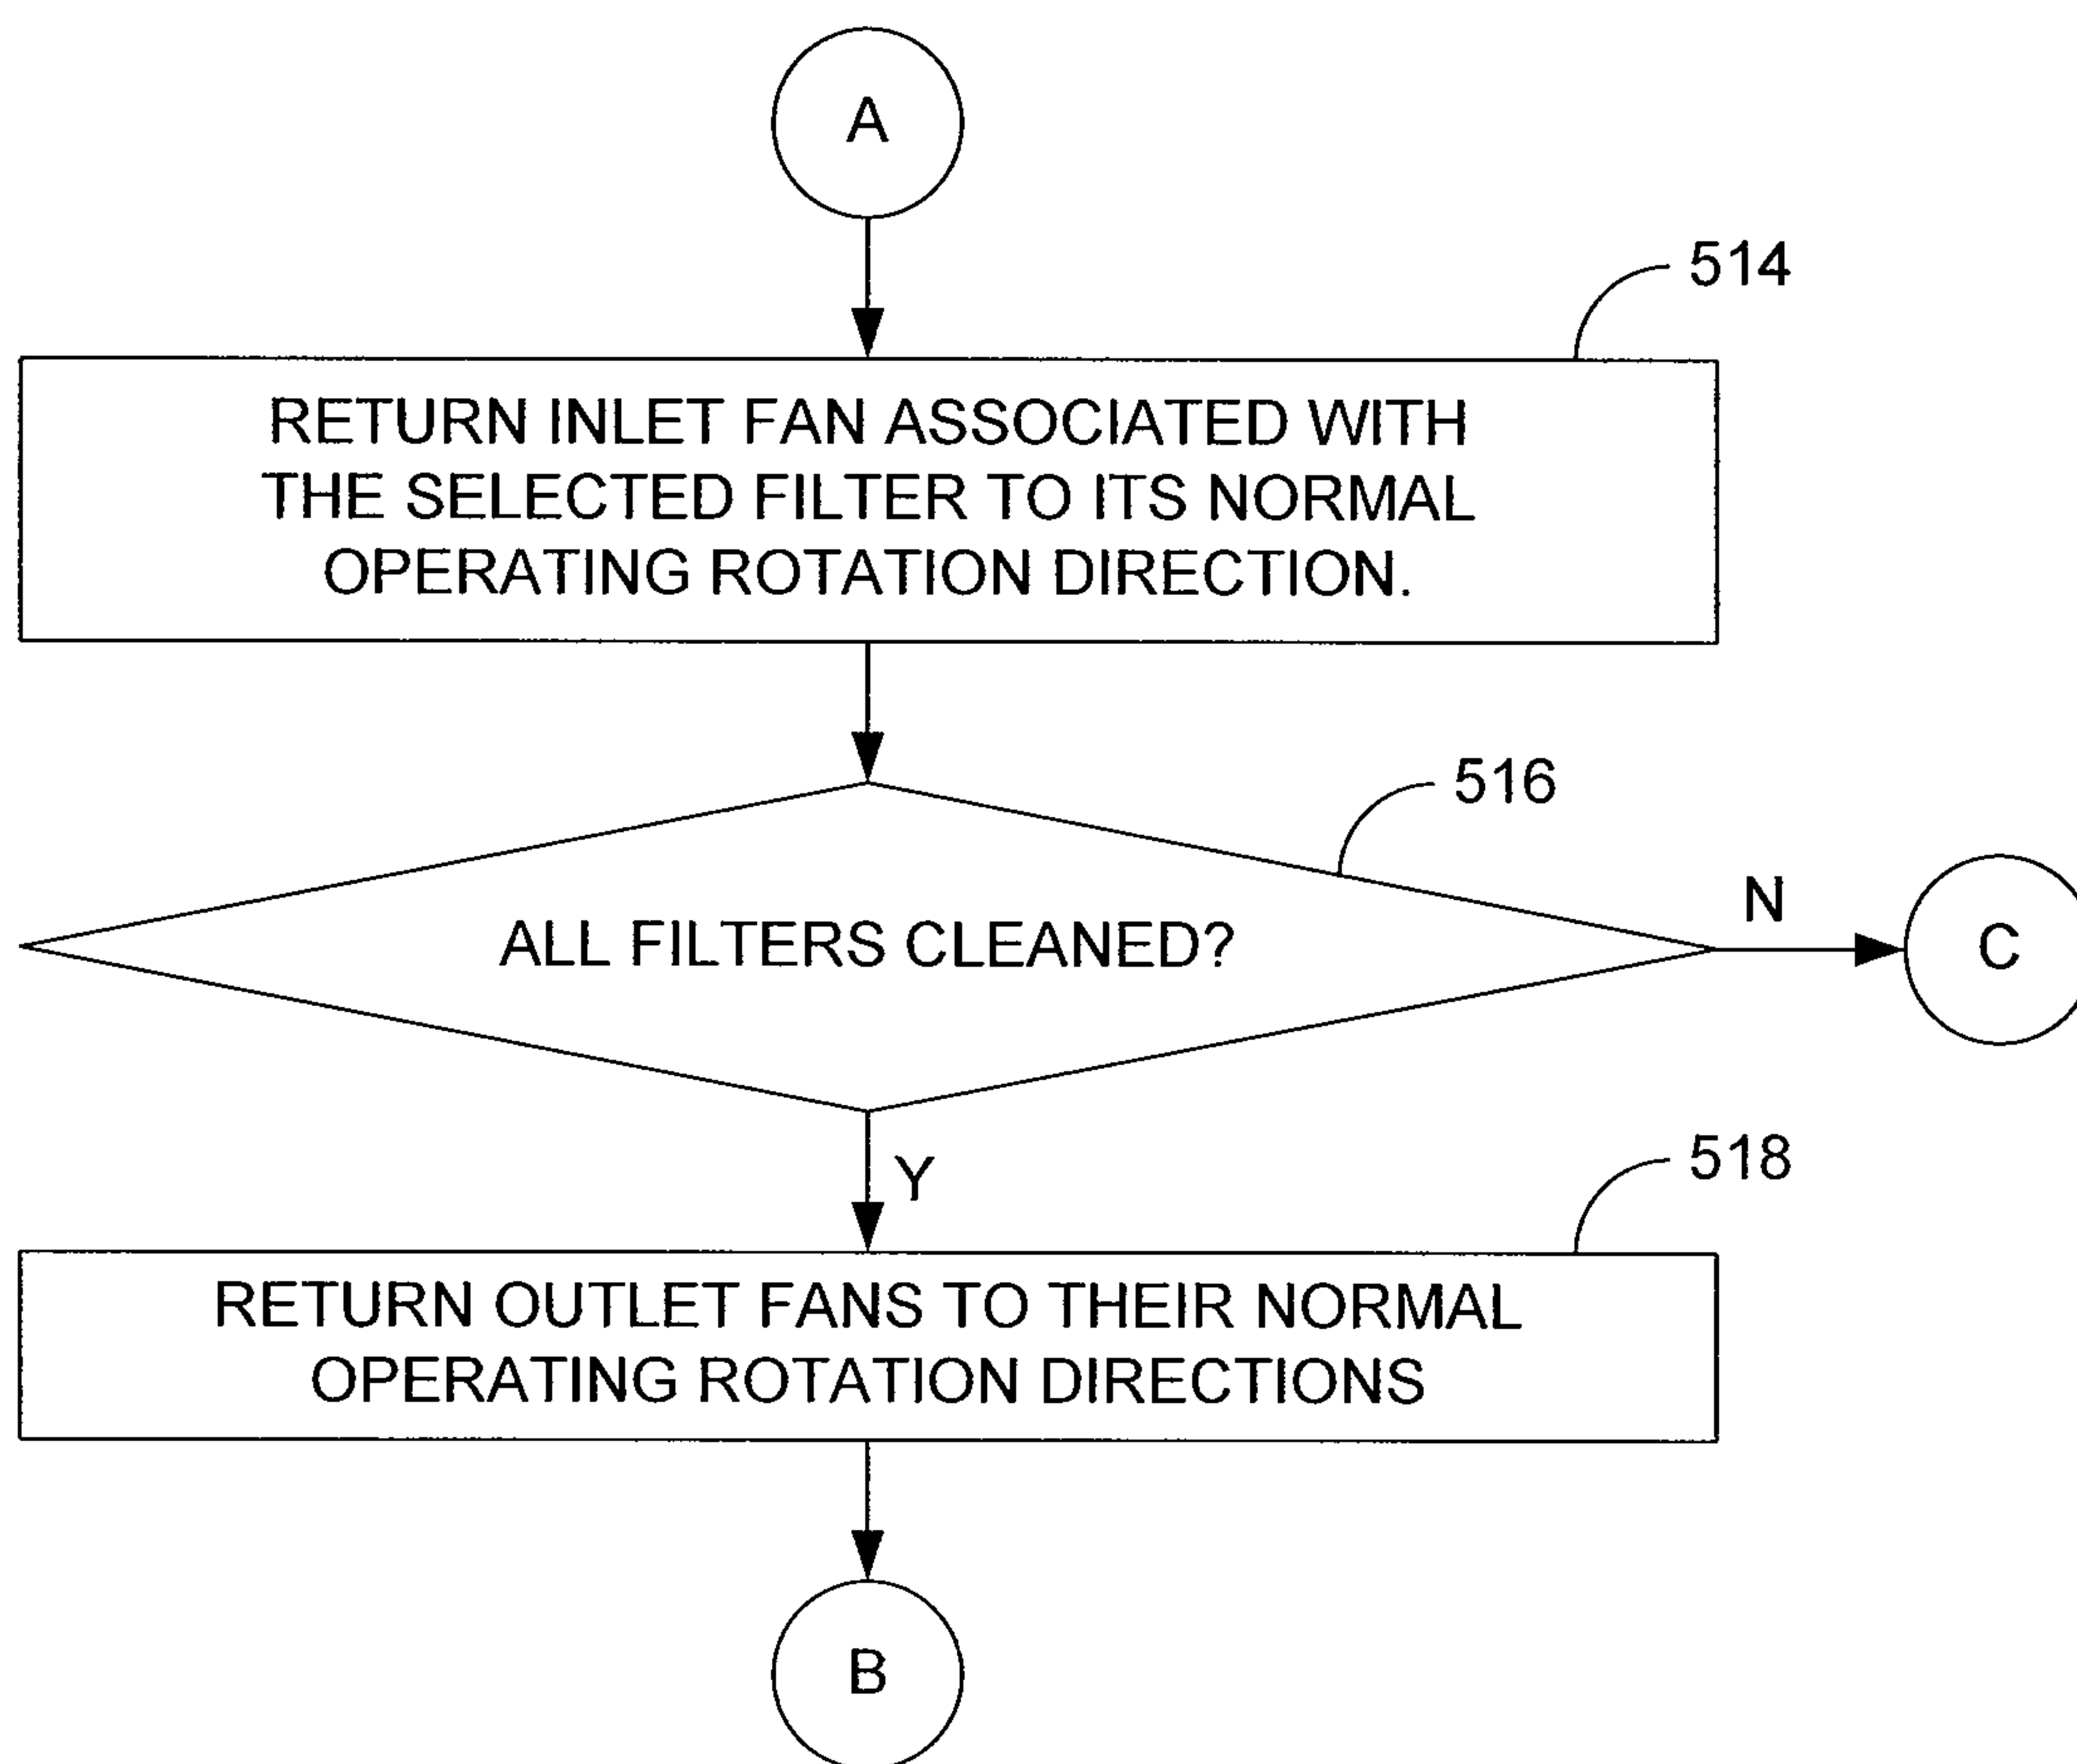 A
514
RETURN INLET FAN ASSOCIATED WITH
THE SELECTED FILTER TO ITS NORMAL
OPERATING ROTATION DIRECTION.
516
ALL FILTERS CLEANED?
N
C
Y
518
RETURN OUTLET FANS TO THEIR NORMAL
OPERATING ROTATION DIRECTIONS
B